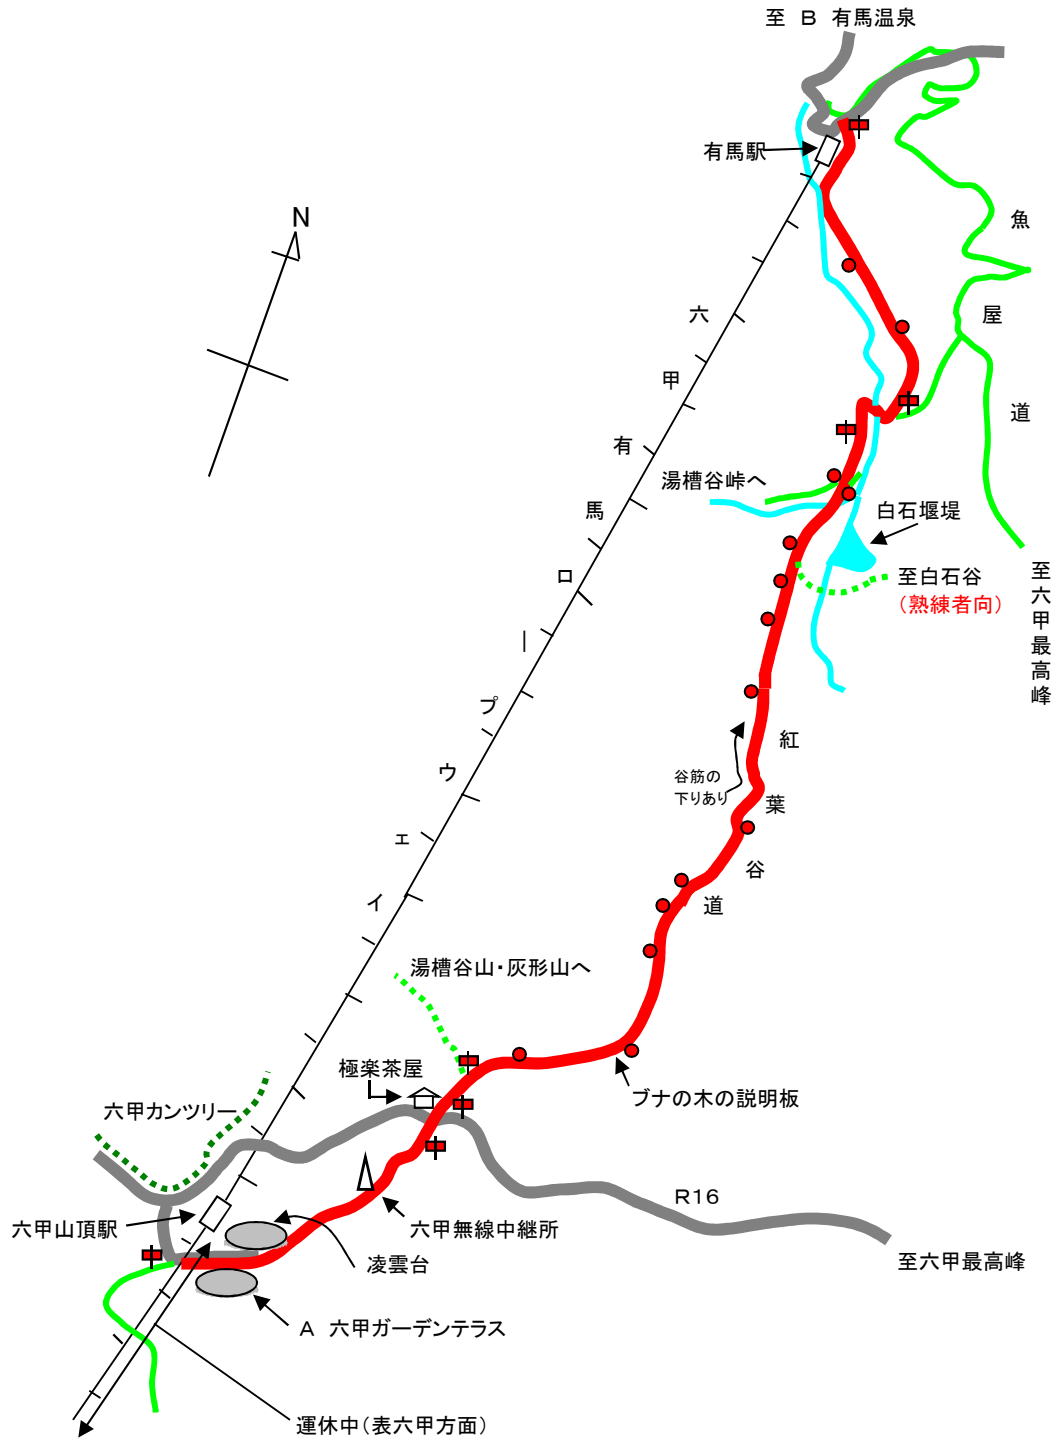 至 B 有馬温泉
有馬駅
N
魚屋道
六甲有馬ロープウェイ
湯槽谷峠へ
白石堰堤
至白石谷
（熟練者向）
至六甲最高峰
紅葉谷道
谷筋の
下りあり
湯槽谷山・灰形山へ
極楽茶屋
ブナの木の説明板
六甲カンツリー
R16
六甲山頂駅
六甲無線中継所
凌雲台
至六甲最高峰
A 六甲ガーデンテラス
運休中（表六甲方面）